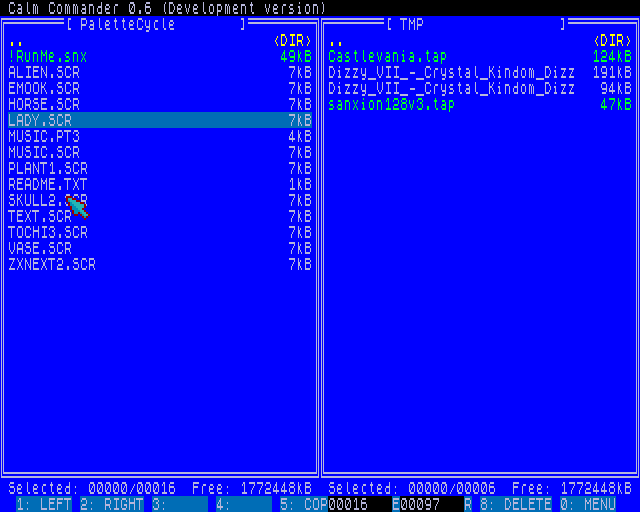 Calm Commander 0.6 (Development version)
[ PaletteCycle ]
.. <DIR>
!RunMe.snx 49kB
ALIEN.SCR 7kB
EMOOK.SCR 7kB
HORSE.SCR 7kB
LADY.SCR 7kB
MUSIC.PT3 4kB
MUSIC.SCR 7kB
PLANT1.SCR 7kB
README.TXT 1kB
SKULL2.SCR 7kB
TEXT.SCR 7kB
TOCHI3.SCR 7kB
VASE.SCR 7kB
ZXNEXT2.SCR 7kB
Selected: 00000/00016 Free: 1772448kB
[ TMP ]
.. <DIR>
Castlevania.tap 124kB
Dizzy_VII_-_Crystal_Kindom_Dizz 191kB
Dizzy_VII_-_Crystal_Kindom_Dizz 94kB
sanxion128v3.tap 47kB
Selected: 00000/00006 Free: 1772448kB
1: LEFT 2: RIGHT 3: 4: 5: COP00016 E00097 R 8: DELETE 0: MENU